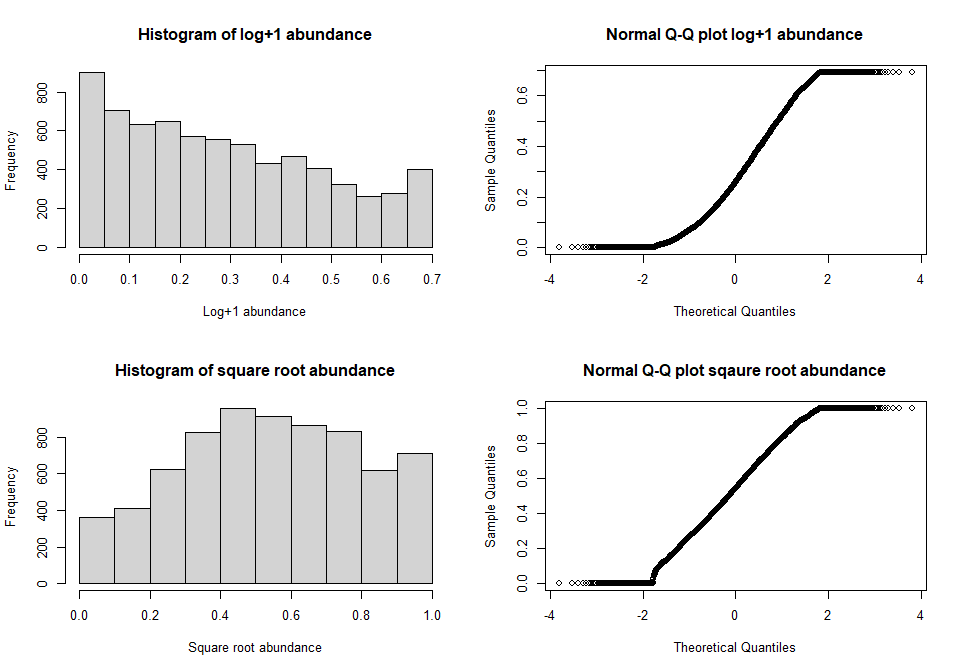 Histogram of log+1 abundance
Frequency
0 200 400 600 800
0.0 0.1 0.2 0.3 0.4 0.5 0.6 0.7
Log+1 abundance
Normal Q-Q plot log+1 abundance
Sample Quantiles
0.0 0.2 0.4 0.6
-4 -2 0 2 4
Theoretical Quantiles
Histogram of square root abundance
Frequency
0 200 400 600 800
0.0 0.2 0.4 0.6 0.8 1.0
Square root abundance
Normal Q-Q plot sqaure root abundance
Sample Quantiles
0.0 0.2 0.4 0.6 0.8 1.0
-4 -2 0 2 4
Theoretical Quantiles